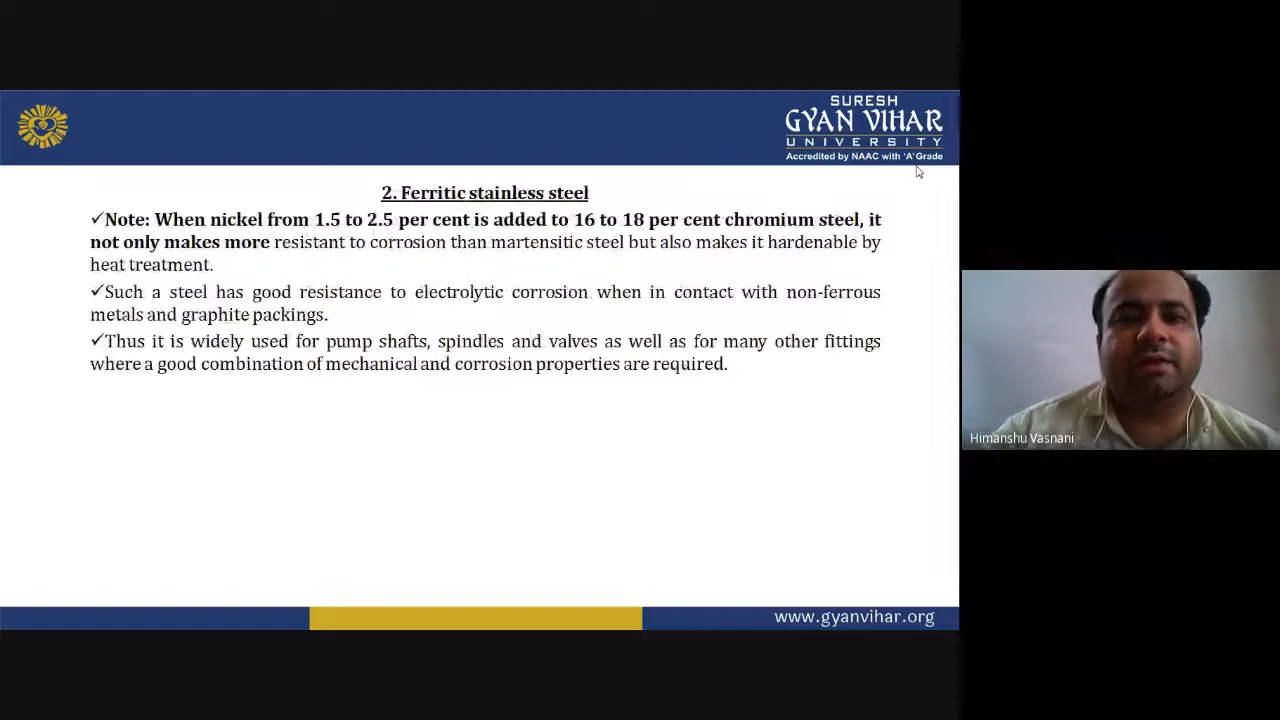 SURESH
GYAN VIHAR
UNIVERSITY
Accredited by NAAC with 'A' Grade
2. Ferritic stainless steel
✓Note: When nickel from 1.5 to 2.5 per cent is added to 16 to 18 per cent chromium steel, it
not only makes more resistant to corrosion than martensitic steel but also makes it hardenable by
heat treatment.
✓Such a steel has good resistance to electrolytic corrosion when in contact with non-ferrous
metals and graphite packings.
✓Thus it is widely used for pump shafts, spindles and valves as well as for many other fittings
where a good combination of mechanical and corrosion properties are required.
Himanshu Vasnani
www.gyanvihar.org